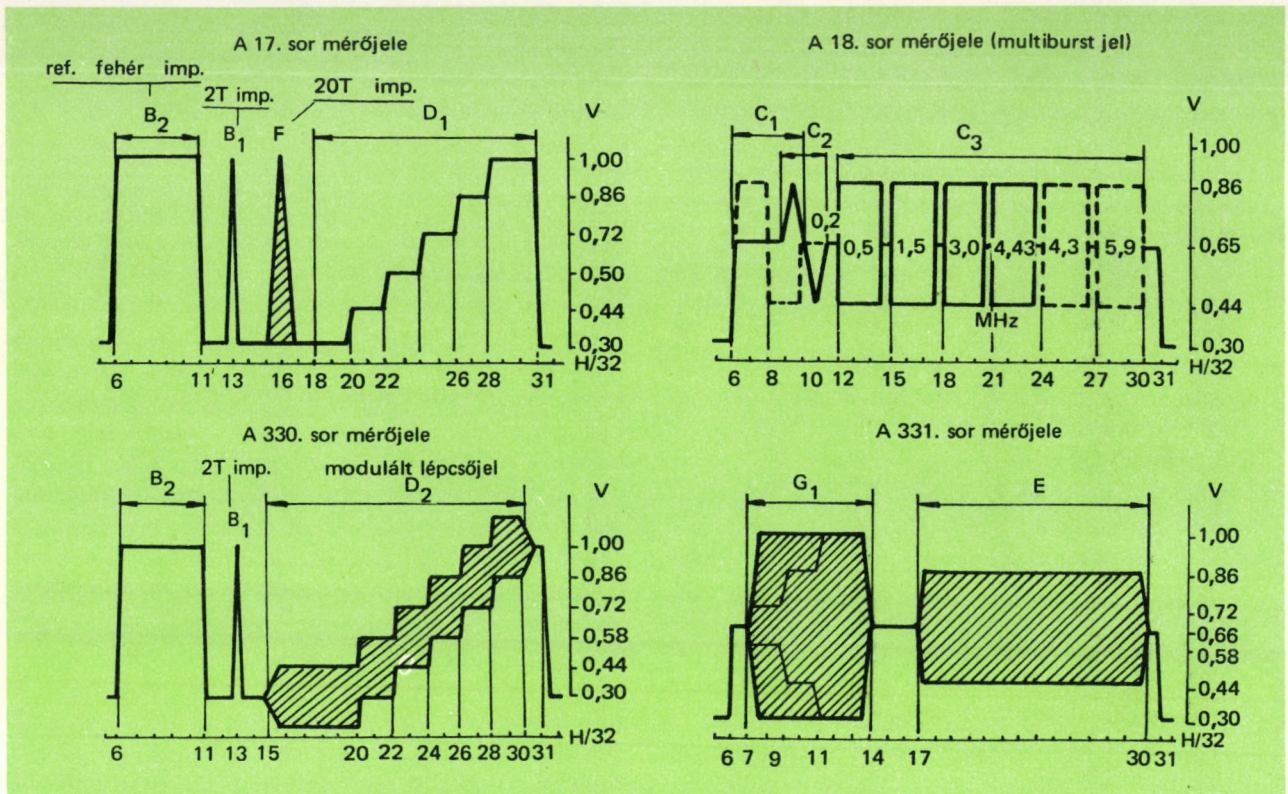 A 17. sor mérőjele
ref. fehér imp.
B2
2T imp.
B1
F
20T imp.
D1
V
1,00
0,86
0,72
0,50
0,44
0,30
H/32
6 11' 13 16 18 20 22 26 28 31
A 18. sor mérőjele (multiburst jel)
C1
C2
C3
V
1,00
0,86
0,65
0,44
0,30
0,2
0,5 1,5 3,0 4,43 4,3 5,9
MHz
H/32
6 8 10 12 15 18 21 24 27 30 31
A 330. sor mérőjele
B2
2T imp.
B1
modulált lépcsőjel
D2
V
1,00
0,86
0,72
0,58
0,44
0,30
H/32
6 11 13 15 20 22 24 26 28 30 31
A 331. sor mérőjele
G1
E
V
1,00
0,86
0,72
0,66
0,58
0,44
0,30
H/32
6 7 9 11 14 17 30 31